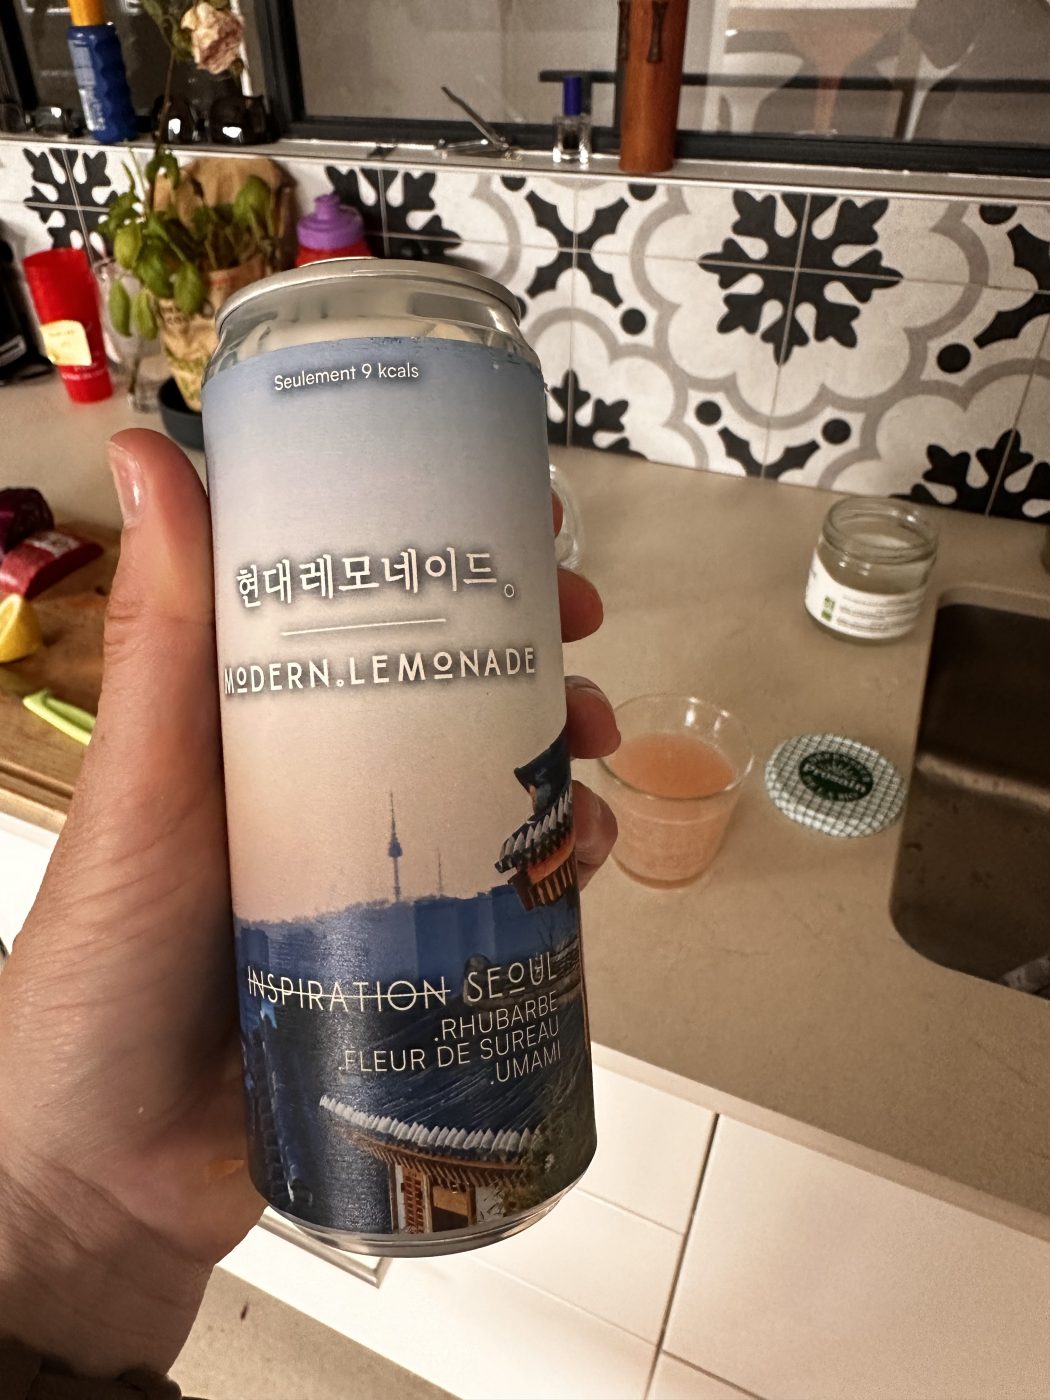 Seulement 9 kcals
현대레모네이드。
MODERN.LEMONADE
INSPIRATION SEOUL
.RHUBARBE
.FLEUR DE SUREAU
.UMAMI